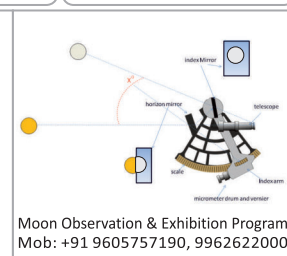 index Mirror
x°
horizon mirror
telescope
scale
Index arm
micrometer drum and vernier
Moon Observation & Exhibition Program
Mob: +91 9605757190, 9962622000